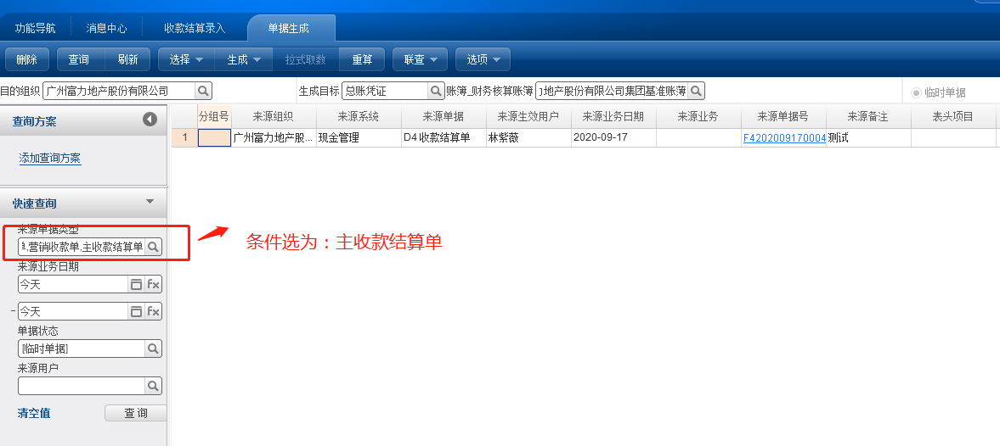 功能导航 消息中心 收款结算录入 单据生成
删除 查询 刷新 选择 生成 拉式取数 重算 联查 选项
目的组织 广州富力地产股份有限公司 生成目标 总账凭证 账簿_财务核算账簿 地产股份有限公司集团基准账簿 临时单据
查询方案
添加查询方案
快速查询
来源单据类型
,营销收款单,主收款结算单
来源业务日期
今天
-今天
单据状态
[临时单据]
来源用户
清空值 查询
分组号 来源组织 来源系统 来源单据 来源生效用户 来源业务日期 来源业务 来源单据号 来源备注 表头项目
1 广州富力地产股... 现金管理 D4收款结算单 林紫薇 2020-09-17 F4202009170004 测试
条件选为：主收款结算单